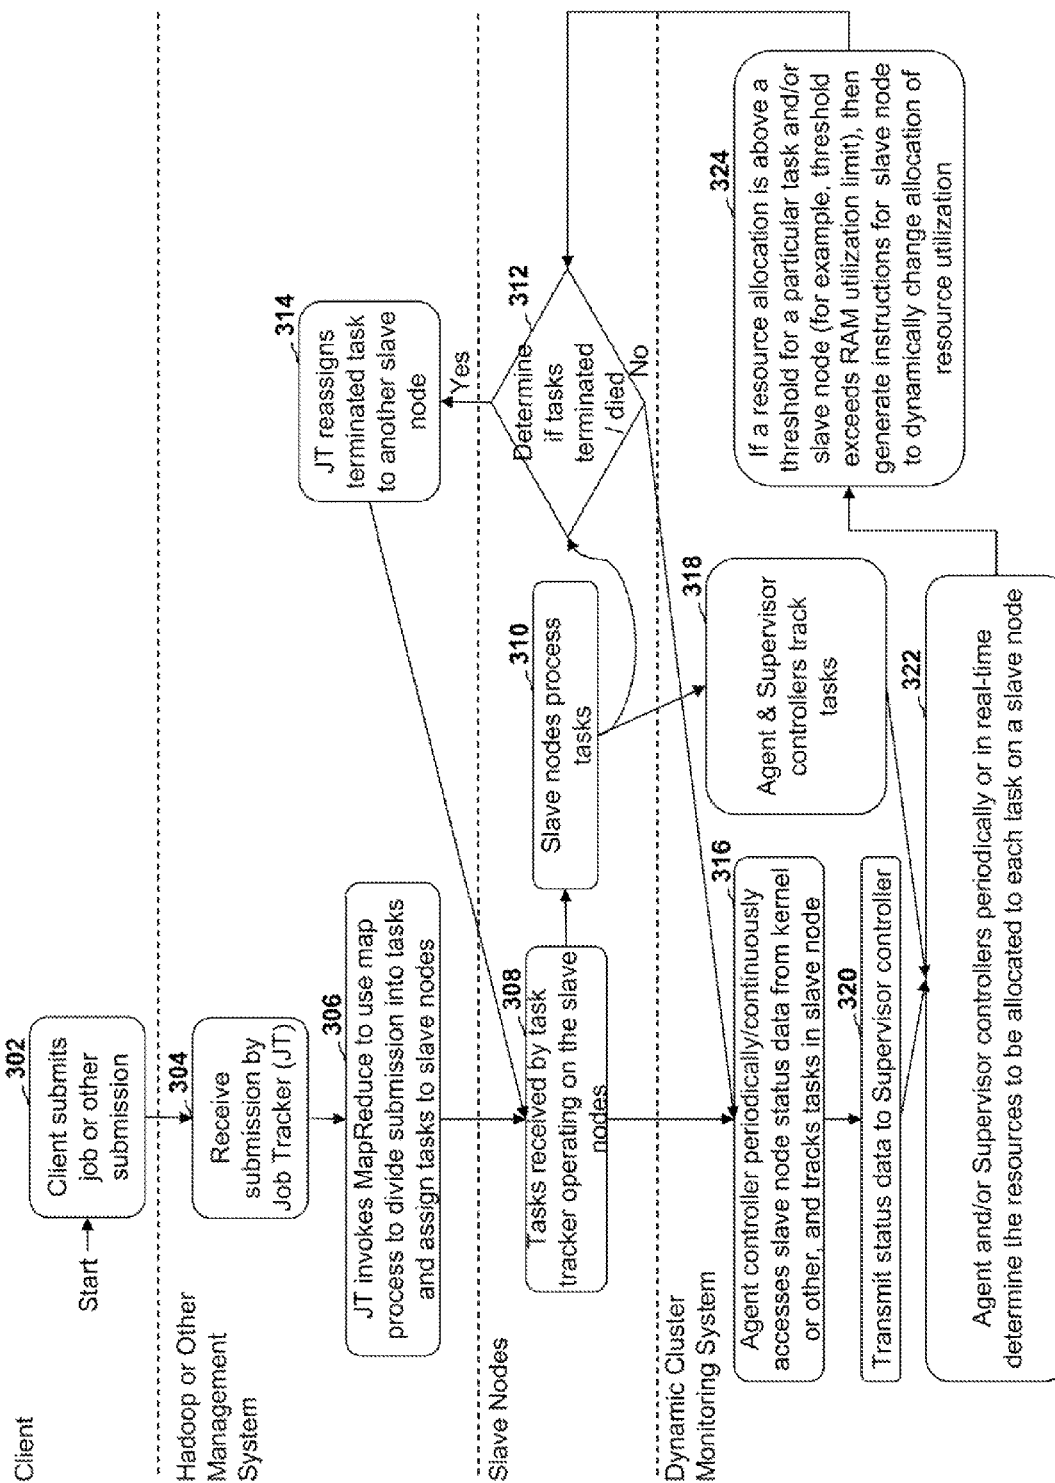 Client
Start
302
Client submits
job or other
submission
Hadoop or Other
Management
System
304
Receive
submission by
Job Tracker (JT)
306
JT invokes MapReduce to use map
process to divide submission into tasks
and assign tasks to slave nodes
314
JT reassigns
terminated task
to another slave
node
Slave Nodes
308
Tasks received by task
tracker operating on the slave
nodes
310
Slave nodes process
tasks
312
Determine
if tasks
terminated
/ died
Yes
No
Dynamic Cluster
Monitoring System
316
Agent controller periodically/continuously
accesses slave node status data from kernel
or other, and tracks tasks in slave node
318
Agent & Supervisor
controllers track
tasks
320
Transmit status data to Supervisor controller
322
Agent and/or Supervisor controllers periodically or in real-time
determine the resources to be allocated to each task on a slave node
324
If a resource allocation is above a
threshold for a particular task and/or
slave node (for example, threshold
exceeds RAM utilization limit), then
generate instructions for slave node
to dynamically change allocation of
resource utilization